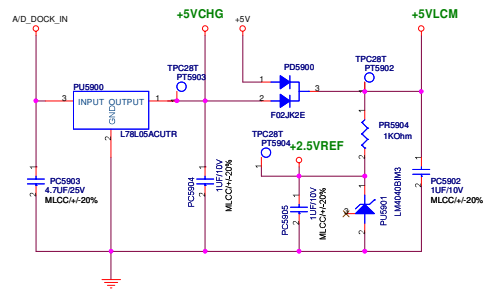 A/D_DOCK_IN
+5VCHG
+5V
+5VLCM
TPC28T
PT5903
PD5900
TPC28T
PT5902
PU5900
3 INPUT OUTPUT 1
GND
2
L78L05ACUTR
1
2
3
F02JK2E
TPC28T
PT5904
+2.5VREF
PR5904
1KOhm
PC5903
4.7UF/25V
MLCC/+/-20%
PC5904
1UF/10V
MLCC/+/-20%
PC5905
1UF/10V
MLCC/+/-20%
PU5901
LM4040BIM3
PC5902
1UF/10V
MLCC/+/-20%